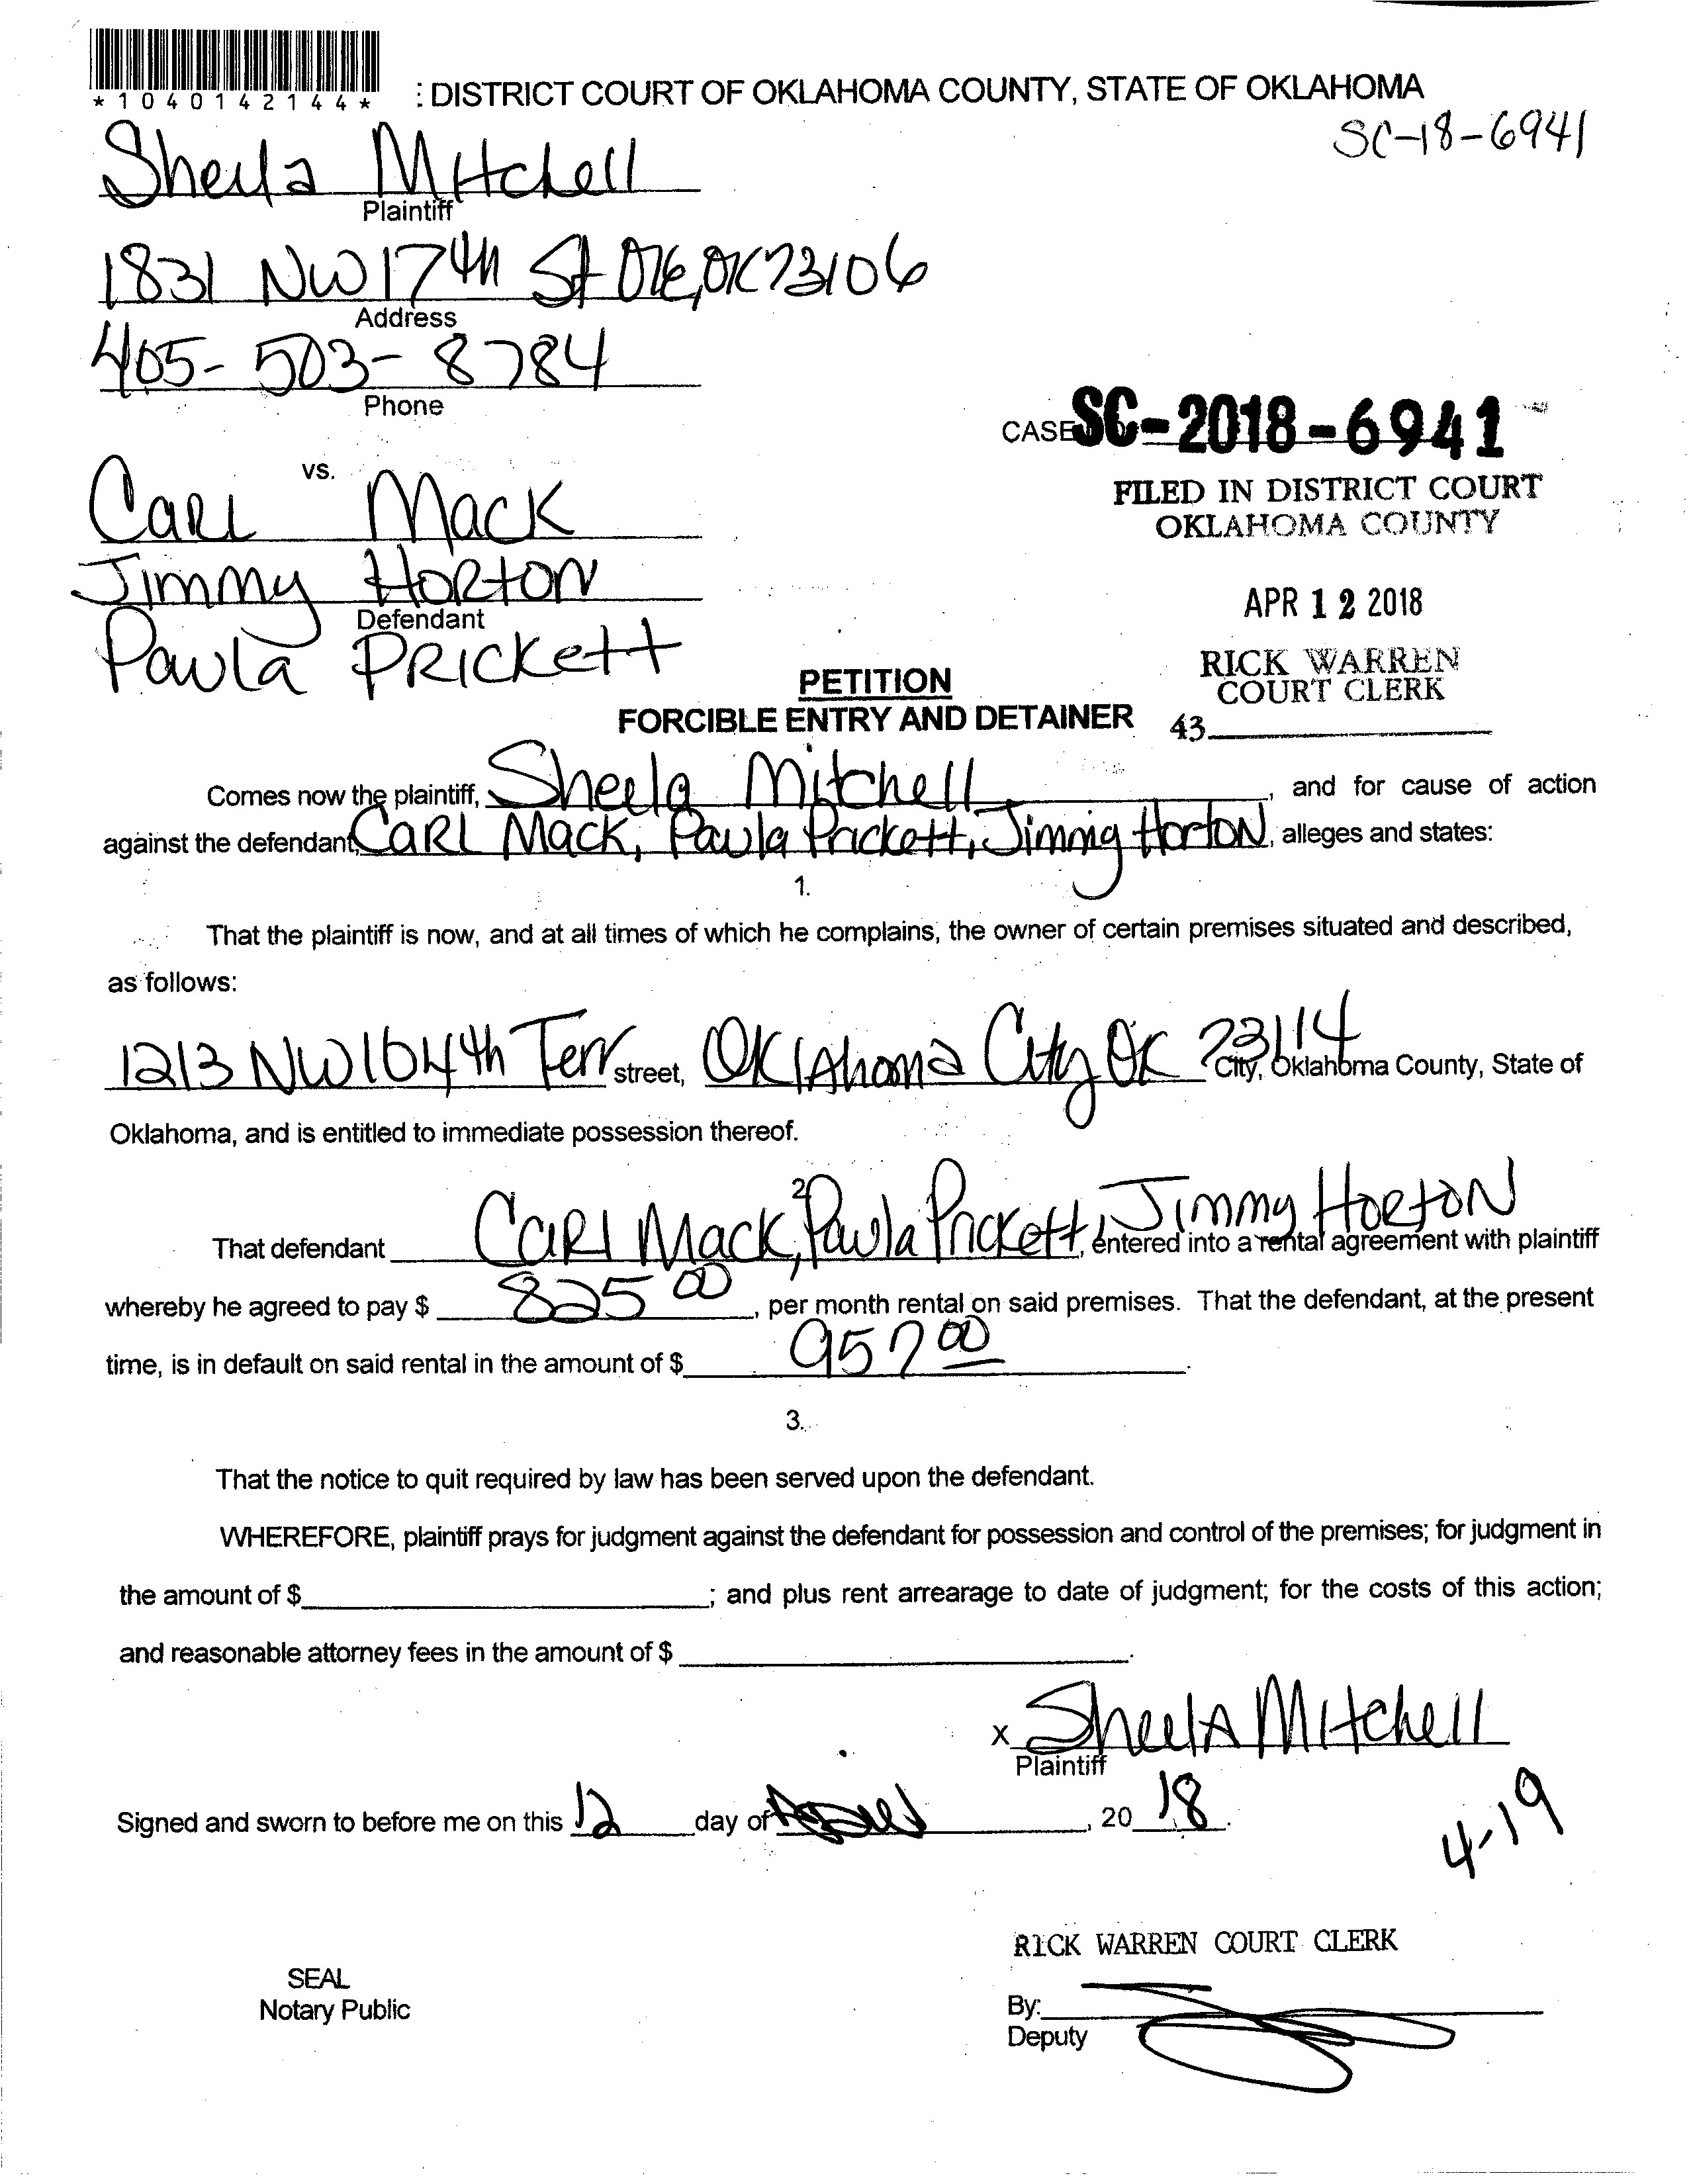 *1040142144*
: DISTRICT COURT OF OKLAHOMA COUNTY, STATE OF OKLAHOMA
SC-18-6941
Sheila Mitchell
Plaintiff
1831 NW 17th St OKC, OK 73106
Address
405-503-8784
Phone
CASE SC-2018-6941
FILED IN DISTRICT COURT
OKLAHOMA COUNTY
APR 12 2018
RICK WARREN
COURT CLERK
43
vs.
Carl Mack
Jimmy Horton
Defendant
Paula Prickett
PETITION
FORCIBLE ENTRY AND DETAINER
Comes now the plaintiff, Sheela Mitchell, and for cause of action
against the defendant, Carl Mack, Paula Prickett, Jimmy Horton, alleges and states:
1.
That the plaintiff is now, and at all times of which he complains, the owner of certain premises situated and described,
as follows:
1213 NW 104th Terr street, Oklahoma City OK 73114 City, Oklahoma County, State of
Oklahoma, and is entitled to immediate possession thereof.
2
That defendant Carl Mack, Paula Prickett, Jimmy Horton, entered into a rental agreement with plaintiff
whereby he agreed to pay $ 825 00, per month rental on said premises. That the defendant, at the present
time, is in default on said rental in the amount of $ 957 00.
3.
That the notice to quit required by law has been served upon the defendant.
WHEREFORE, plaintiff prays for judgment against the defendant for possession and control of the premises; for judgment in
the amount of $ ; and plus rent arrearage to date of judgment; for the costs of this action;
and reasonable attorney fees in the amount of $ .
x Sheela Mitchell
Plaintiff
Signed and sworn to before me on this 12 day of , 20 18.
4-19
RICK WARREN COURT CLERK
SEAL
Notary Public
By:
Deputy